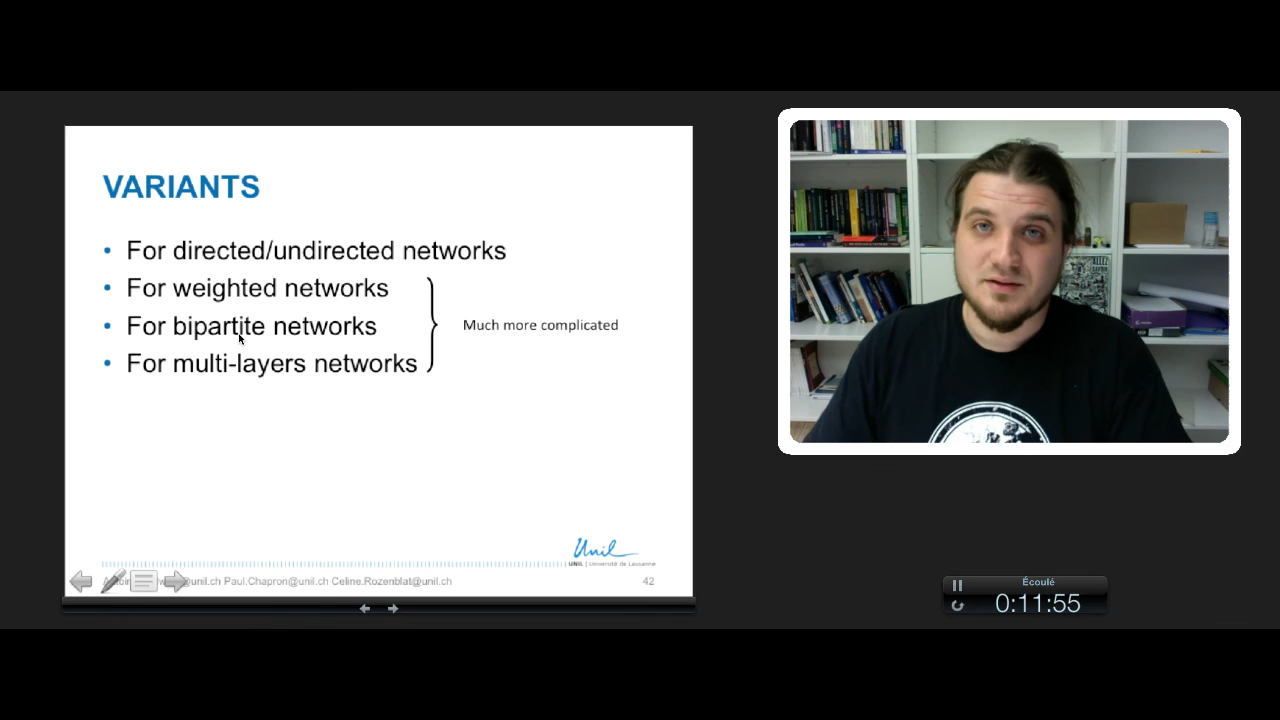 VARIANTS
• For directed/undirected networks
• For weighted networks
• For bipartite networks
• For multi-layers networks
Much more complicated
Unil
UNIL | Université de Lausanne
@unil.ch Paul.Chapron@unil.ch Celine.Rozenblat@unil.ch
42
Écoulé
0:11:55